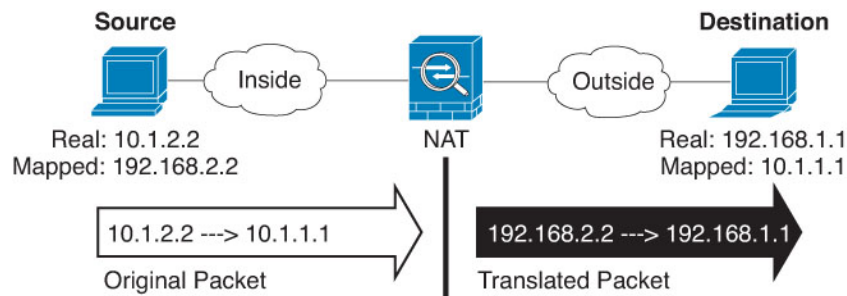 Source
Destination
Inside
Outside
NAT
Real: 10.1.2.2
Mapped: 192.168.2.2
Real: 192.168.1.1
Mapped: 10.1.1.1
10.1.2.2 ---> 10.1.1.1
192.168.2.2 ---> 192.168.1.1
Original Packet
Translated Packet